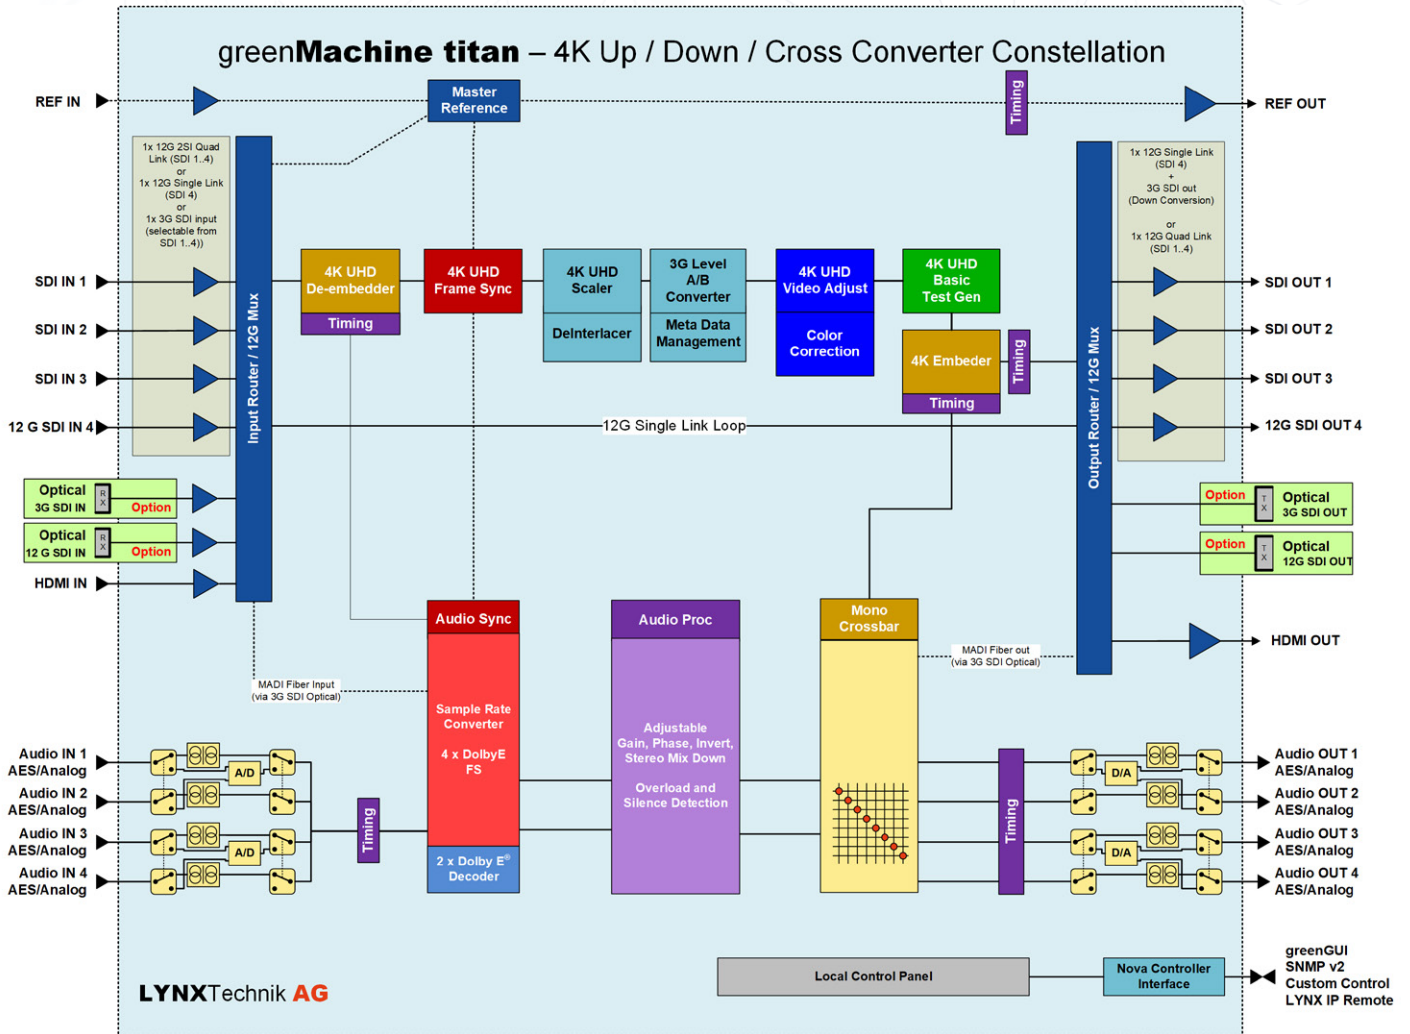 greenMachine titan – 4K Up / Down / Cross Converter Constellation
REF IN
Master
Reference
Timing
REF OUT
1x 12G 2SI Quad
Link (SDI 1..4)
or
1x 12G Single Link
(SDI 4)
or
1x 3G SDI input
(selectable from
SDI 1..4))
Input Router / 12G Mux
SDI IN 1
SDI IN 2
SDI IN 3
12 G SDI IN 4
Optical
3G SDI IN
RX
Option
Optical
12 G SDI IN
RX
Option
HDMI IN
4K UHD
De-embedder
Timing
4K UHD
Frame Sync
4K UHD
Scaler
DeInterlacer
3G Level
A/B
Converter
Meta Data
Management
4K UHD
Video Adjust
Color
Correction
4K UHD
Basic
Test Gen
4K Embeder
Timing
Timing
12G Single Link Loop
Output Router / 12G Mux
1x 12G Single Link
(SDI 4)
+
3G SDI out
(Down Conversion)
or
1x 12G Quad Link
(SDI 1..4)
SDI OUT 1
SDI OUT 2
SDI OUT 3
12G SDI OUT 4
Option
TX
Optical
3G SDI OUT
Option
TX
Optical
12G SDI OUT
HDMI OUT
MADI Fiber Input
(via 3G SDI Optical)
Audio Sync
Sample Rate
Converter
4 x DolbyE
FS
2 x Dolby E®
Decoder
Audio Proc
Adjustable
Gain, Phase, Invert,
Stereo Mix Down
Overload and
Silence Detection
Mono
Crossbar
MADI Fiber out
(via 3G SDI Optical)
Audio IN 1
AES/Analog
Audio IN 2
AES/Analog
Audio IN 3
AES/Analog
Audio IN 4
AES/Analog
A/D
A/D
Timing
Timing
D/A
D/A
Audio OUT 1
AES/Analog
Audio OUT 2
AES/Analog
Audio OUT 3
AES/Analog
Audio OUT 4
AES/Analog
LYNXTechnik AG
Local Control Panel
Nova Controller
Interface
greenGUI
SNMP v2
Custom Control
LYNX IP Remote